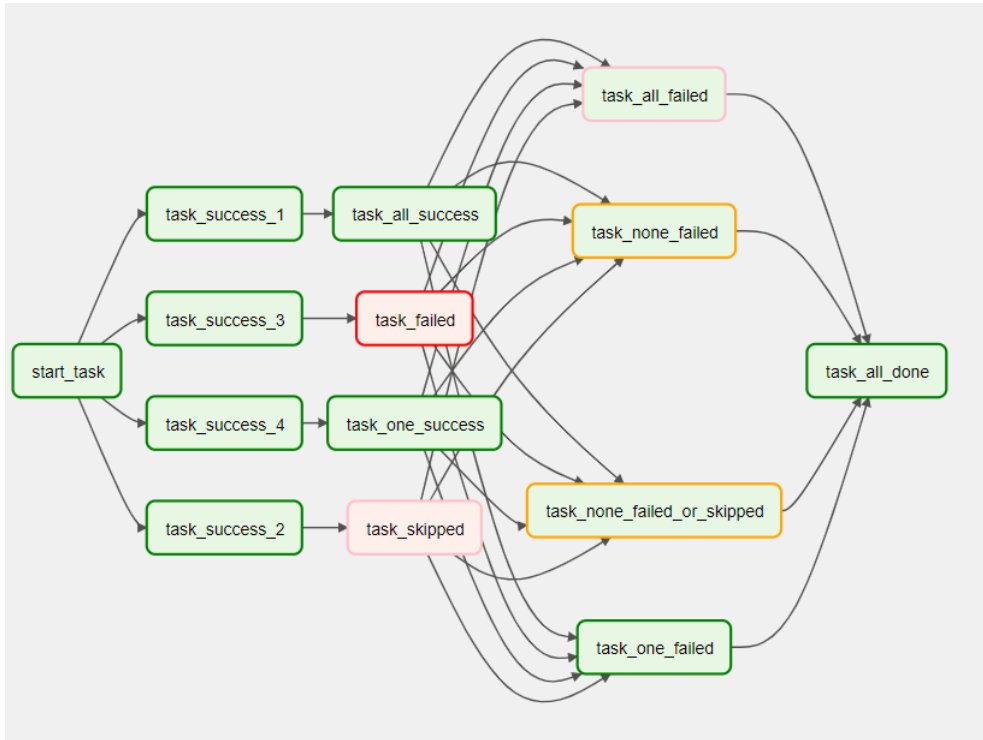 task_all_failed
task_success_1
task_all_success
task_none_failed
task_success_3
task_failed
start_task
task_all_done
task_success_4
task_one_success
task_none_failed_or_skipped
task_success_2
task_skipped
task_one_failed